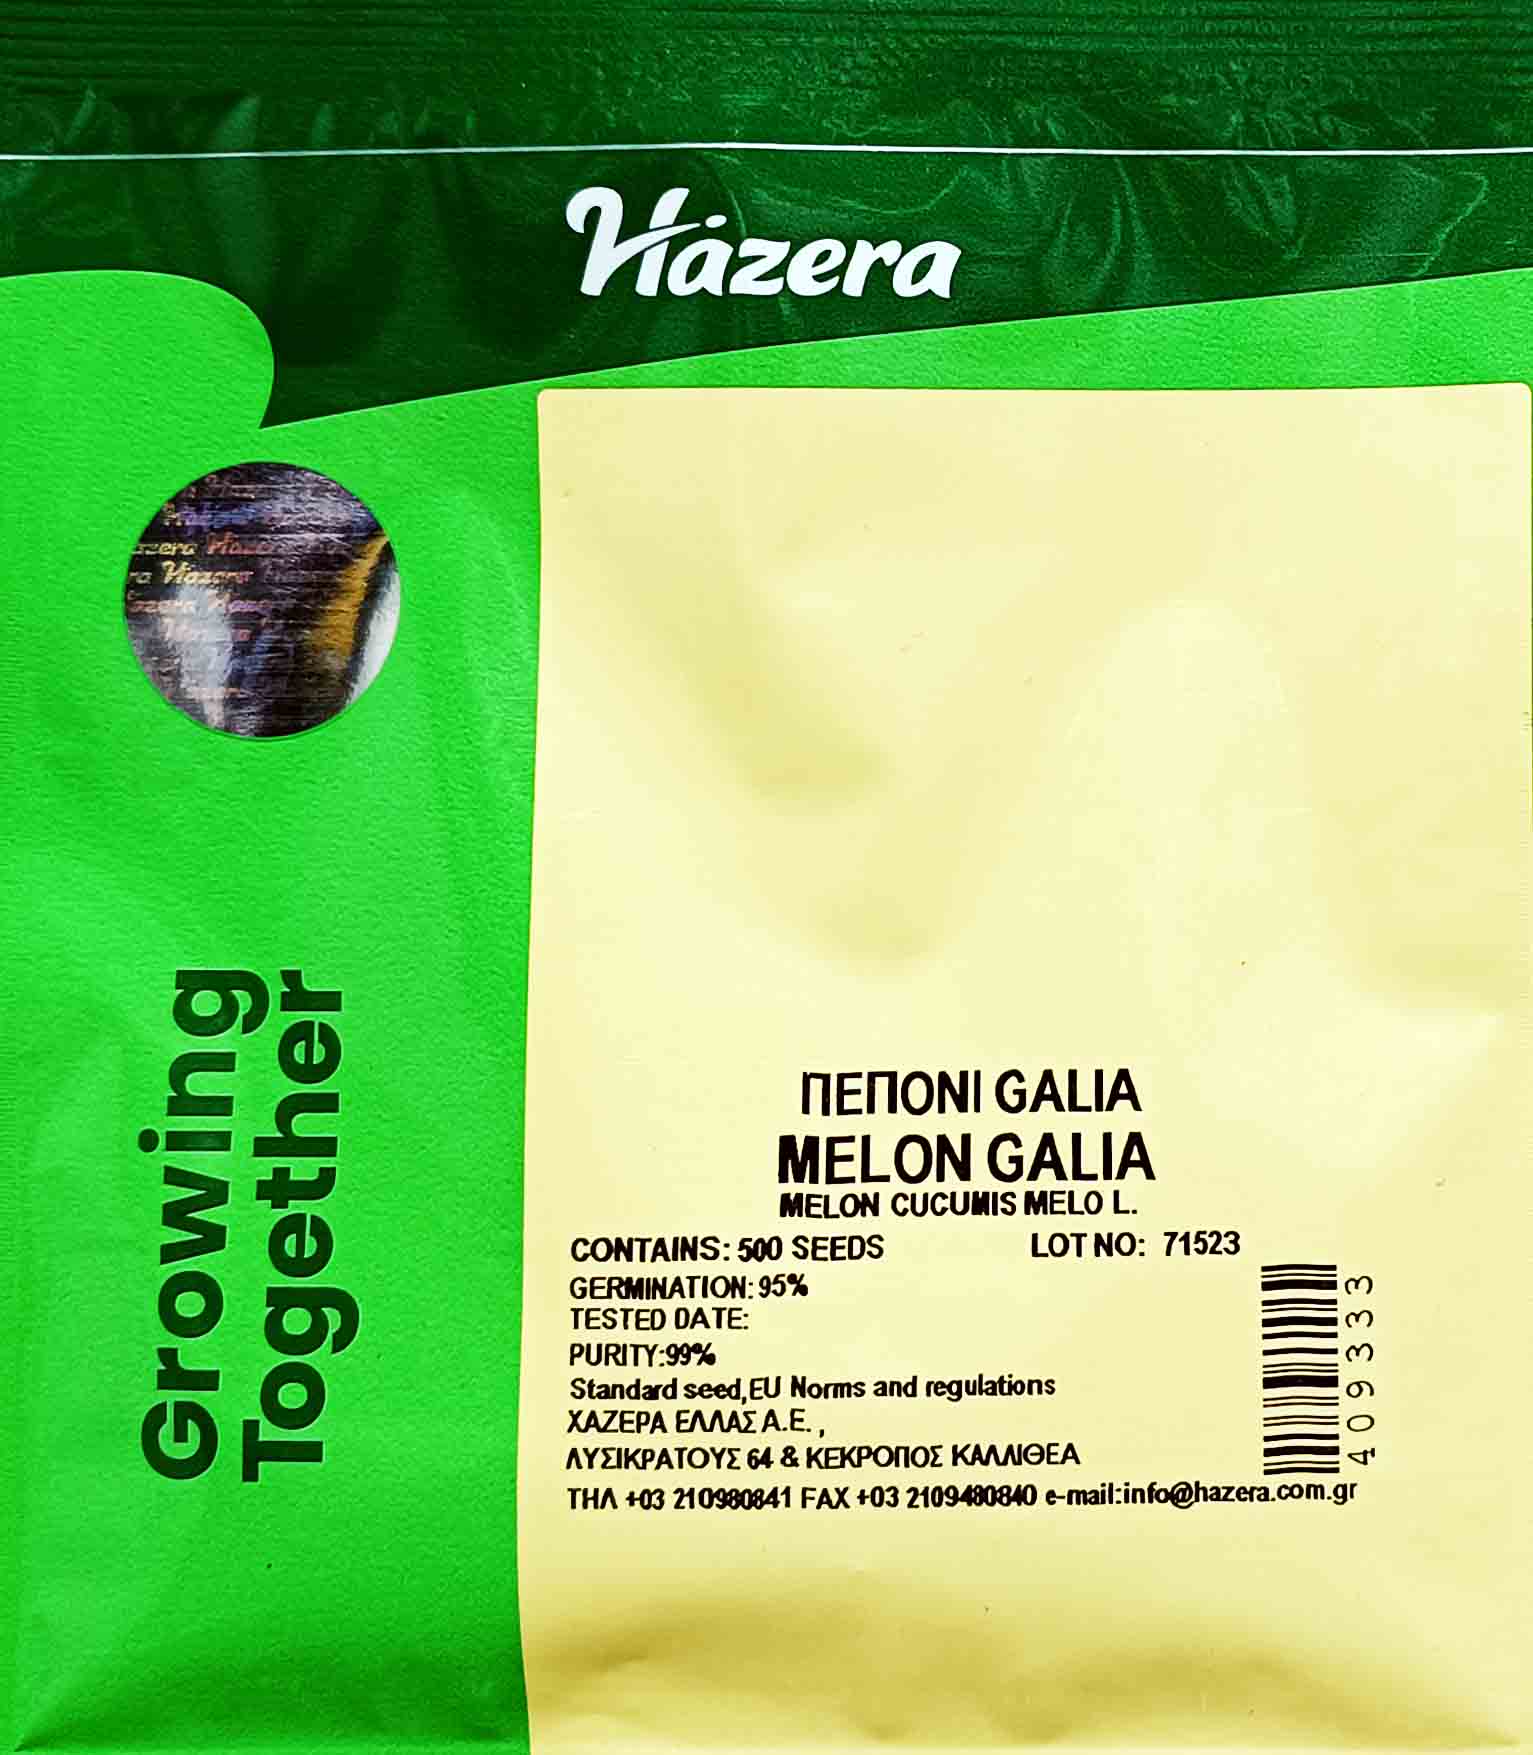 Hazera
Hazera
Growing
Together
ΠΕΠΟΝΙ GALIA
MELON GALIA
MELON CUCUMIS MELO L.
CONTAINS: 500 SEEDS LOT NO: 71523
GERMINATION: 95%
TESTED DATE:
PURITY:99%
Standard seed,EU Norms and regulations
ΧΑΖΕΡΑ ΕΛΛΑΣ Α.Ε. ,
ΛΥΣΙΚΡΑΤΟΥΣ 64 & ΚΕΚΡΟΠΟΣ ΚΑΛΛΙΘΕΑ
ΤΗΛ +03 FAX +03 2109480840 e-mail:info@hazera.com.gr
409333